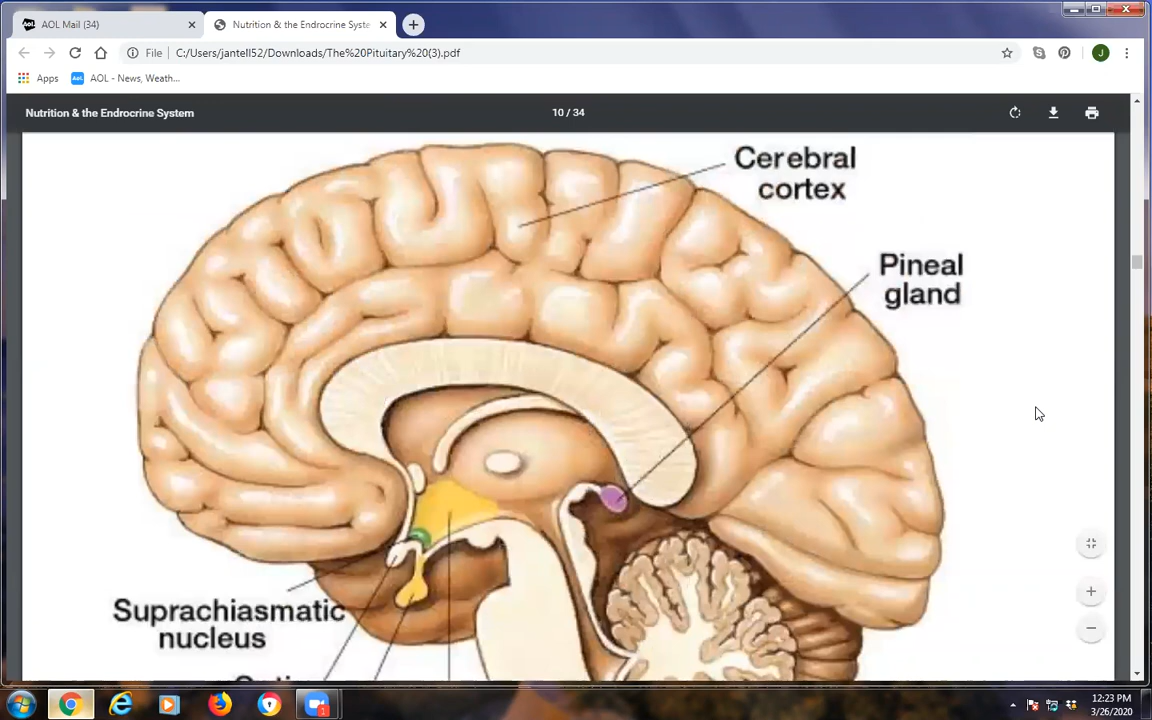 AOL Mail (34)
Nutrition & the Endocrine Syste
File
C:/Users/jantell52/Downloads/The%20Pituitary%20(3).pdf
J
Apps
AOL - News, Weath...
Nutrition & the Endocrine System
10 / 34
Cerebral
cortex
Pineal
gland
Suprachiasmatic
nucleus
12:23 PM
3/26/2020